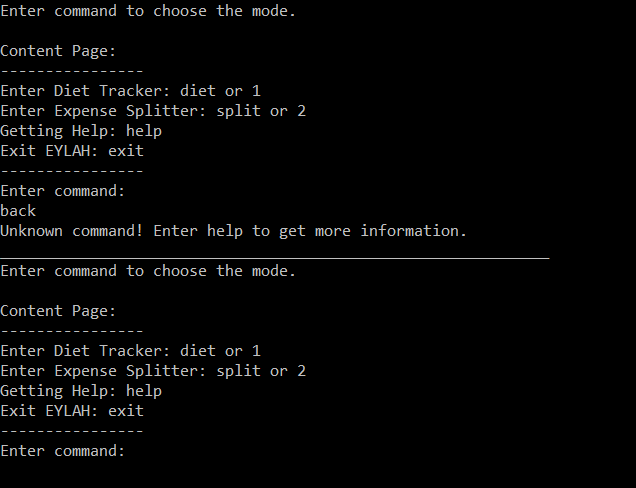 Enter command to choose the mode.
Content Page:
----------------
Enter Diet Tracker: diet or 1
Enter Expense Splitter: split or 2
Getting Help: help
Exit EYLAH: exit
----------------
Enter command:
back
Unknown command! Enter help to get more information.
_____________________________________________________________
Enter command to choose the mode.
Content Page:
----------------
Enter Diet Tracker: diet or 1
Enter Expense Splitter: split or 2
Getting Help: help
Exit EYLAH: exit
----------------
Enter command: